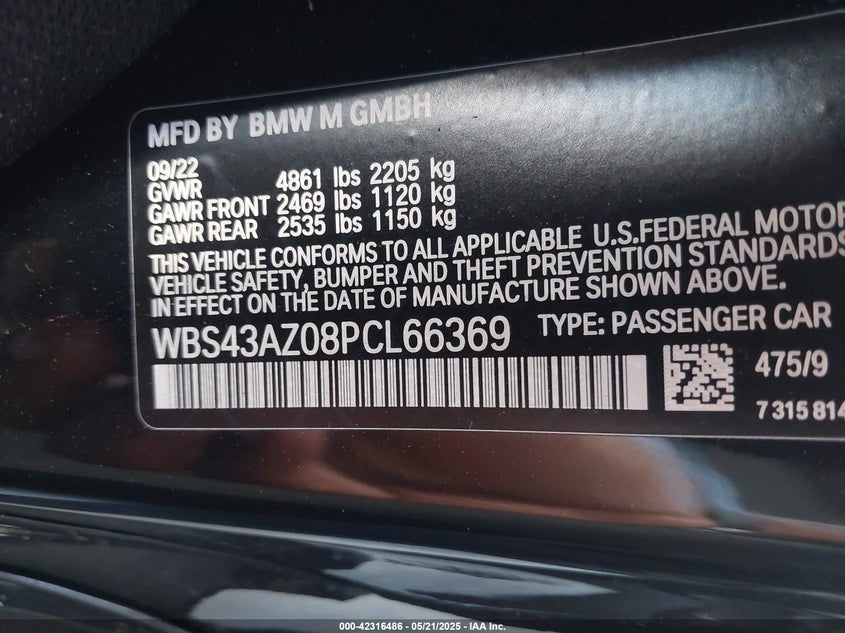 MFD BY BMW M GMBH
09/22
GVWR 4861 lbs 2205 kg
GAWR FRONT 2469 lbs 1120 kg
GAWR REAR 2535 lbs 1150 kg
THIS VEHICLE CONFORMS TO ALL APPLICABLE U.S.FEDERAL MOTOR
VEHICLE SAFETY, BUMPER AND THEFT PREVENTION STANDARDS
IN EFFECT ON THE DATE OF MANUFACTURE SHOWN ABOVE.
WBS43AZ08PCL66369 TYPE: PASSENGER CAR
475/9
7 315 814
000-42316486 - 05/21/2025 - IAA Inc.